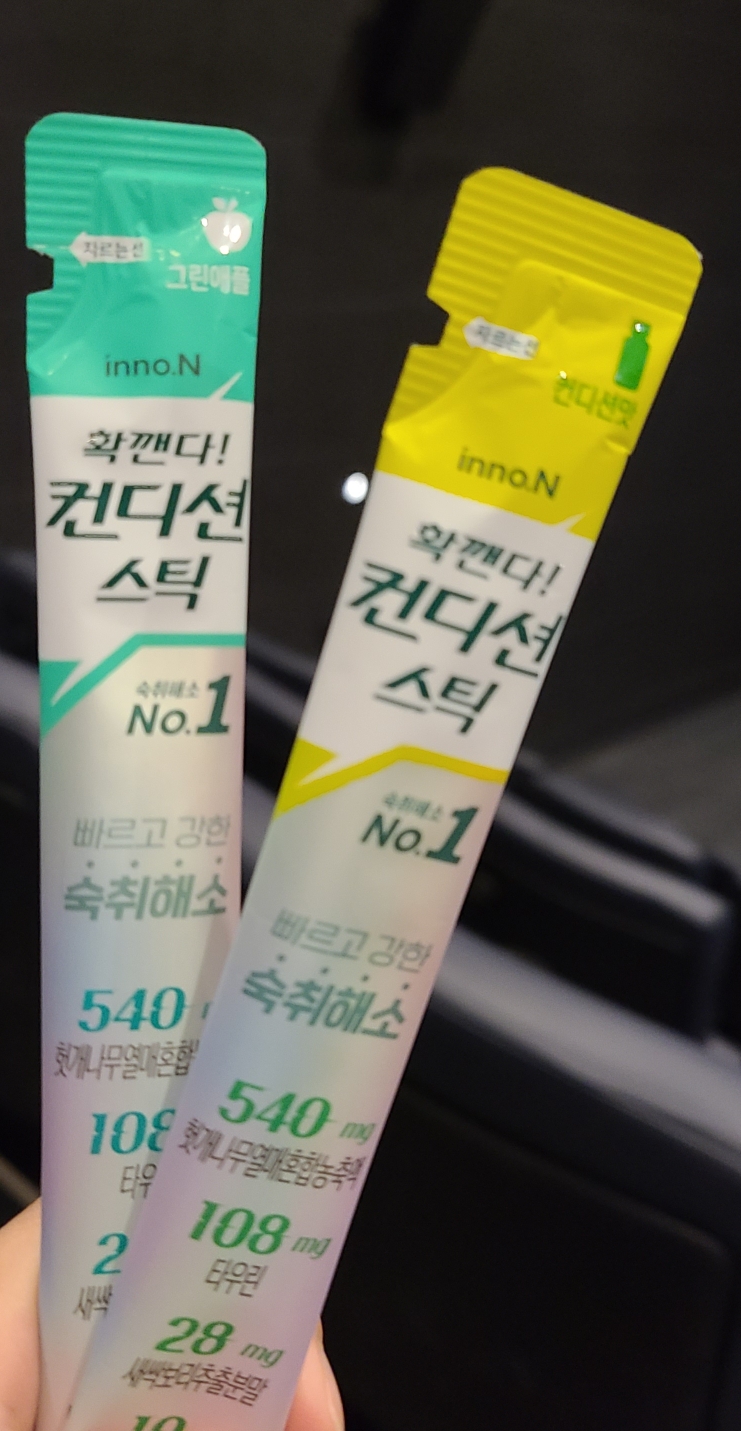 자르는선
그린애플
inno.N
확깬다!
컨디션
스틱
숙취해소
No.1
빠르고 강한
숙취해소
540
헛개나무열매혼합
108
타우
2
새싹
자르는선
컨디션맛
inno.N
확깬다!
컨디션
스틱
숙취해소
No.1
빠르고 강한
숙취해소
540 mg
헛개나무열매혼합농축액
108 mg
타우린
28 mg
새싹보리추출분말